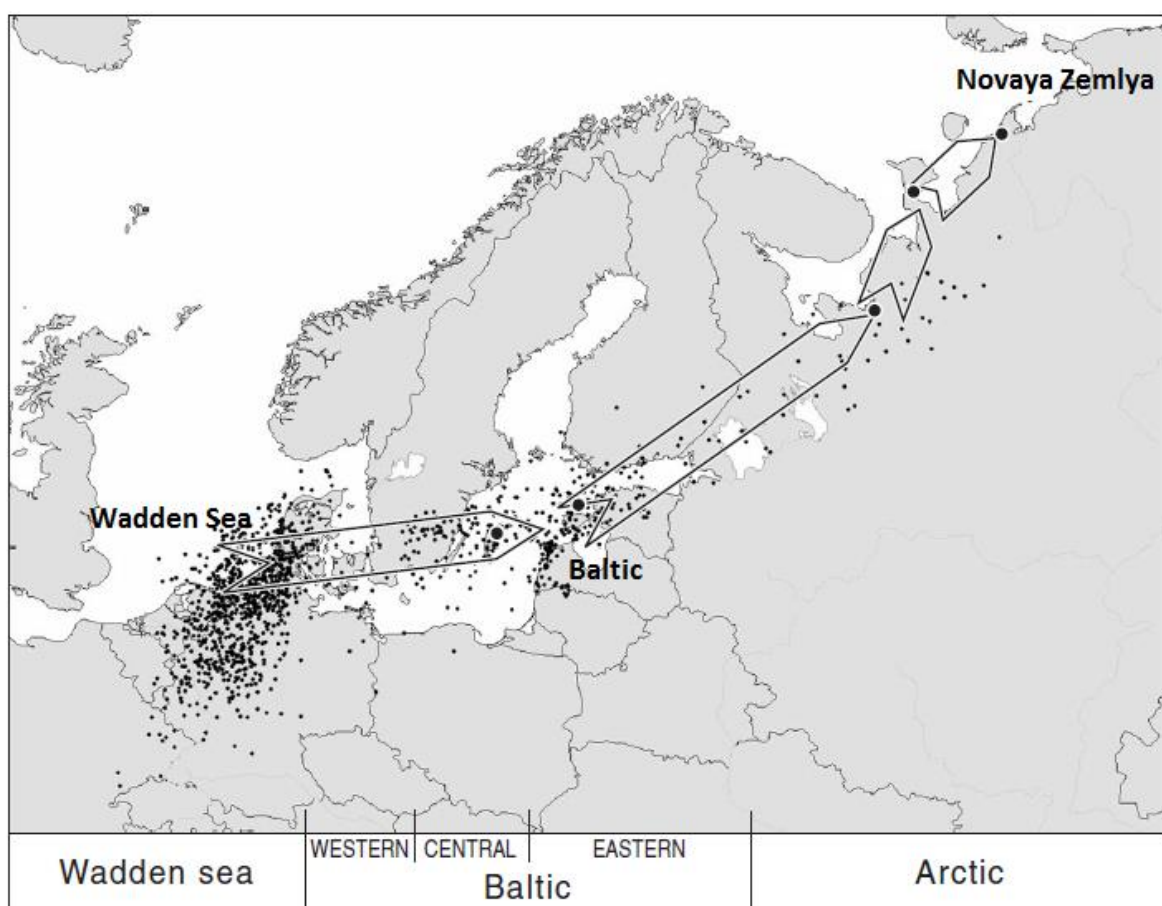 Novaya Zemlya
Wadden Sea
Baltic
WESTERN CENTRAL EASTERN
Wadden sea Baltic Arctic